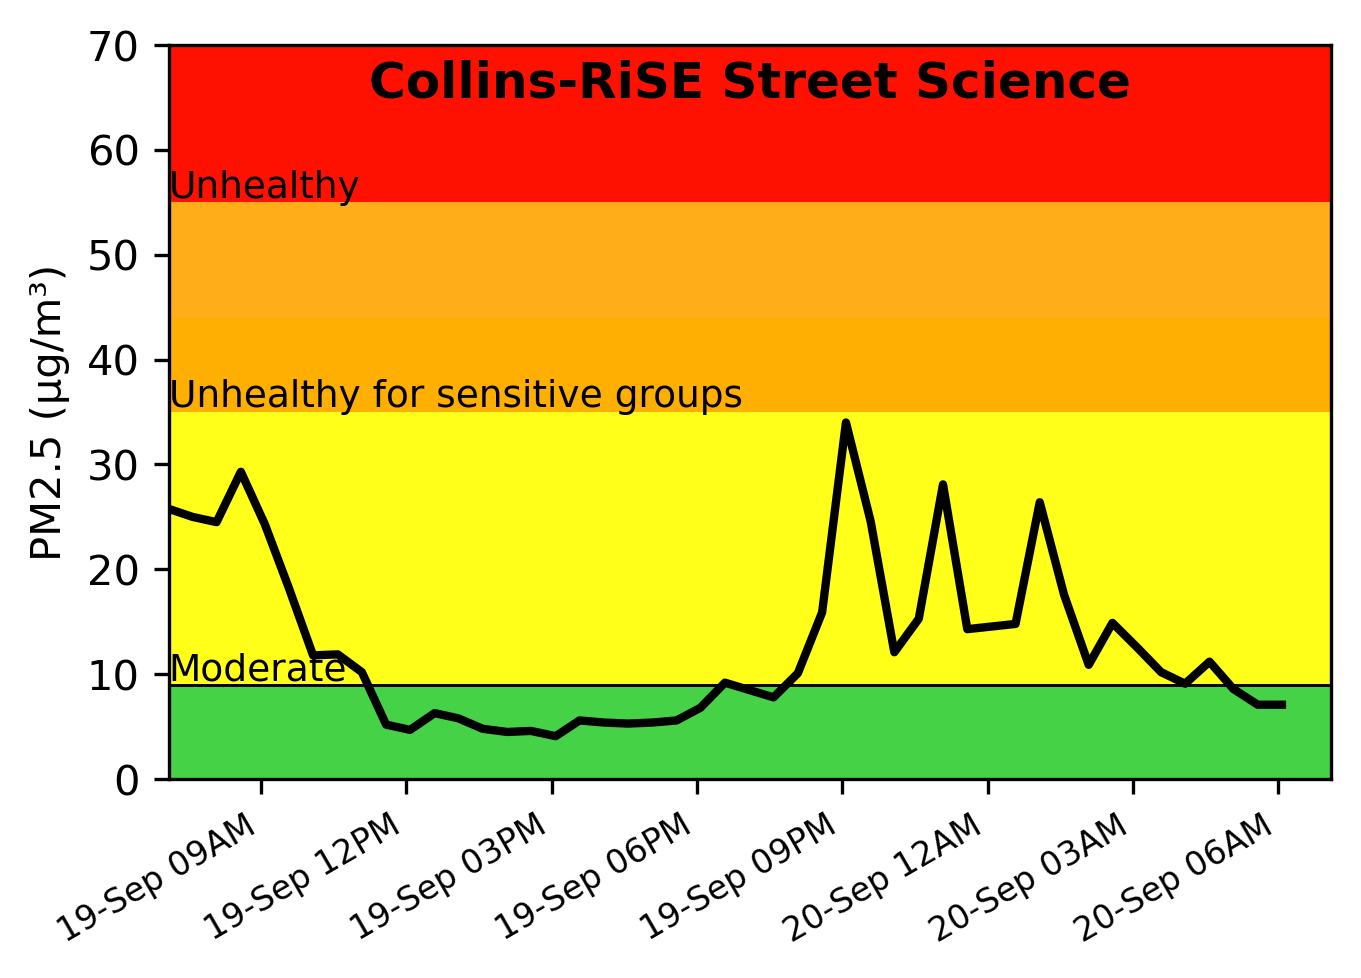 Collins-RiSE Street Science
70
60
50
40
30
20
10
0
PM2.5 (µg/m³)
Unhealthy
Unhealthy for sensitive groups
Moderate
19-Sep 09AM
19-Sep 12PM
19-Sep 03PM
19-Sep 06PM
19-Sep 09PM
20-Sep 12AM
20-Sep 03AM
20-Sep 06AM